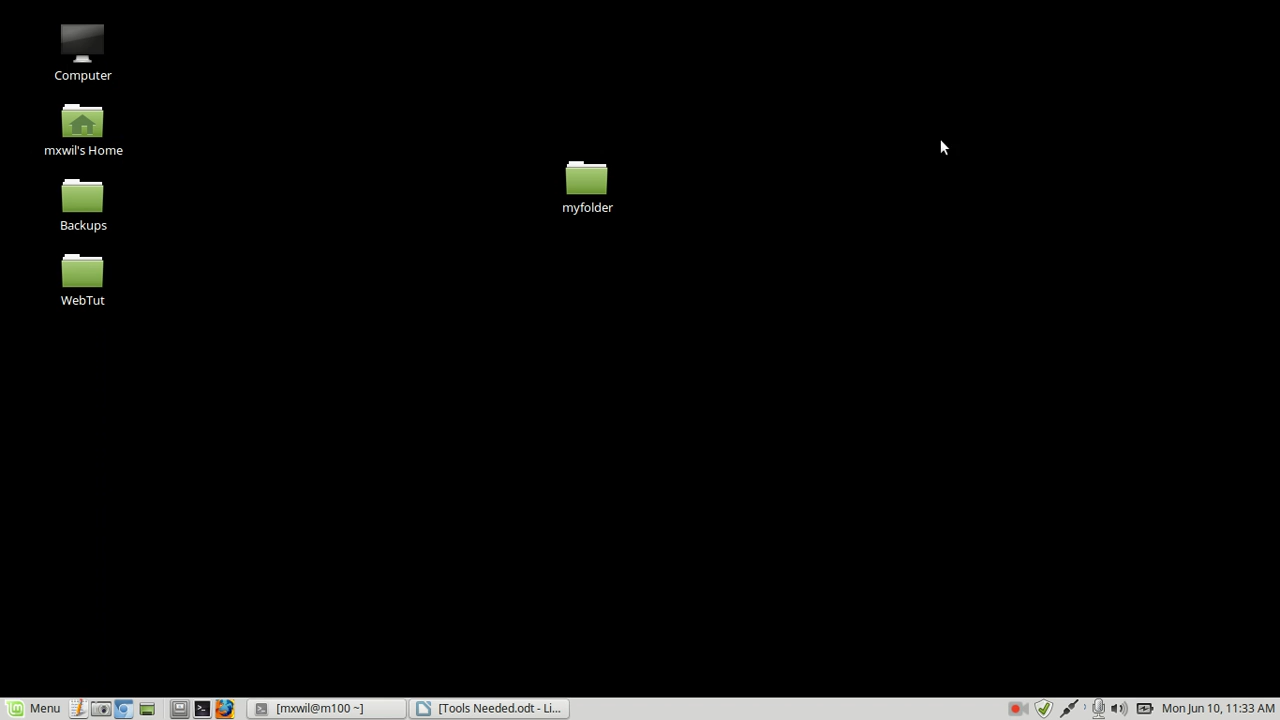 Computer
mxwil's Home
myfolder
Backups
WebTut
Menu
[mxwil@m100 ~]
[Tools Needed.odt - Li...
Mon Jun 10, 11:33 AM